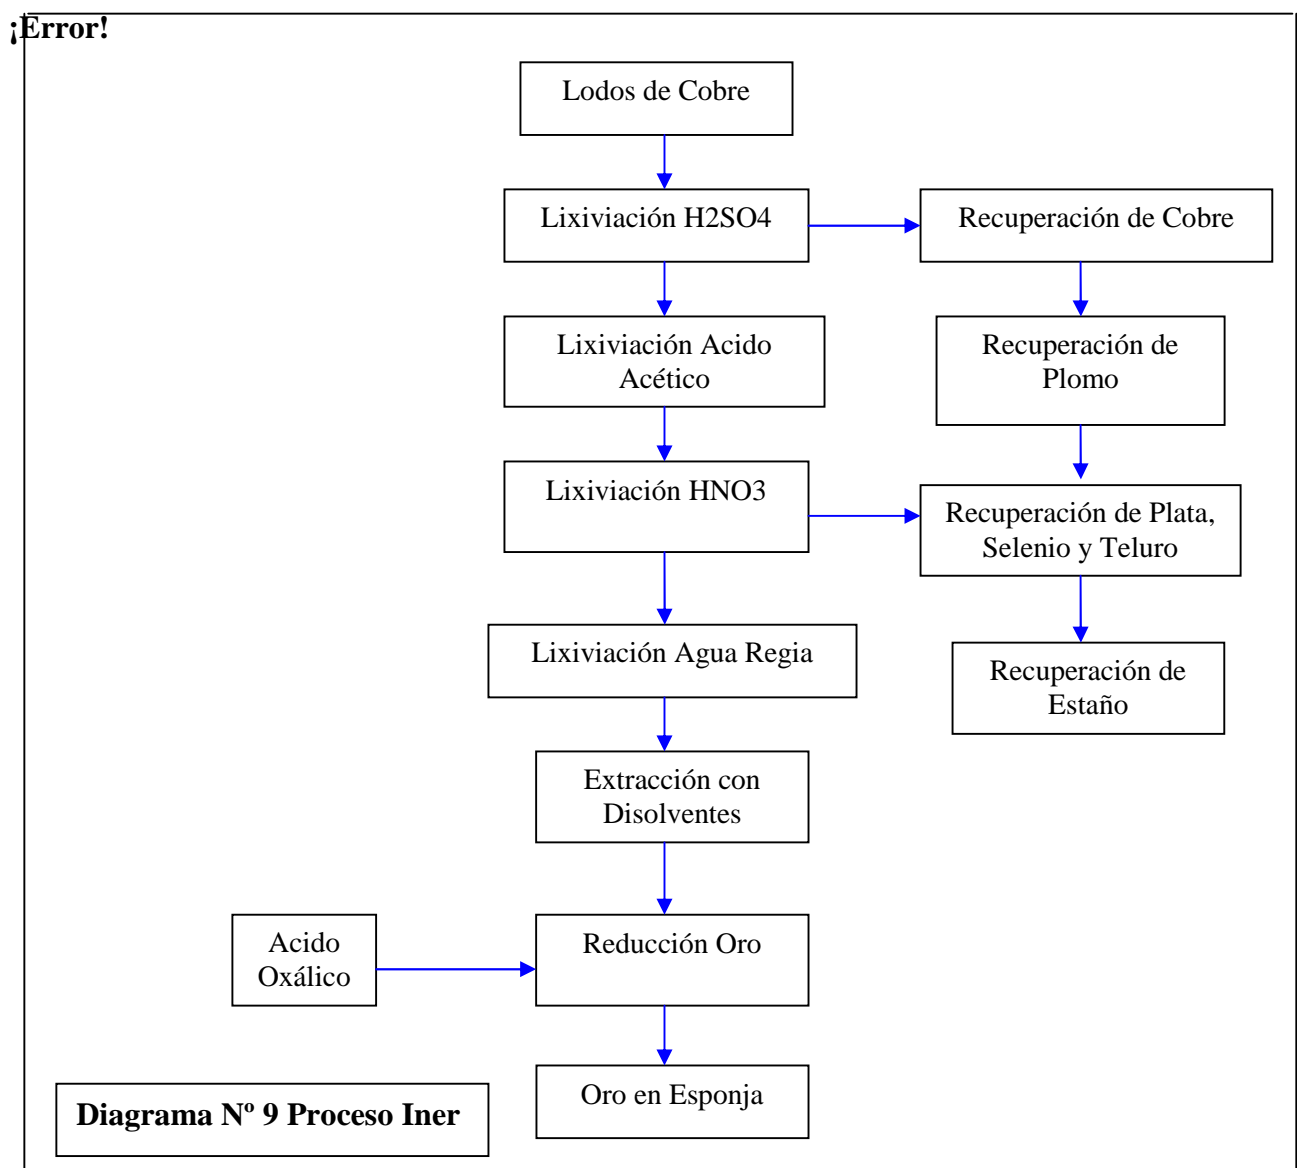 ¡Error!
Lodos de Cobre
Lixiviación H2SO4
Recuperación de Cobre
Lixiviación Acido
Acético
Recuperación de
Plomo
Lixiviación HNO3
Recuperación de Plata,
Selenio y Teluro
Lixiviación Agua Regia
Recuperación de
Estaño
Extracción con
Disolventes
Acido
Oxálico
Reducción Oro
Oro en Esponja
Diagrama Nº 9 Proceso Iner